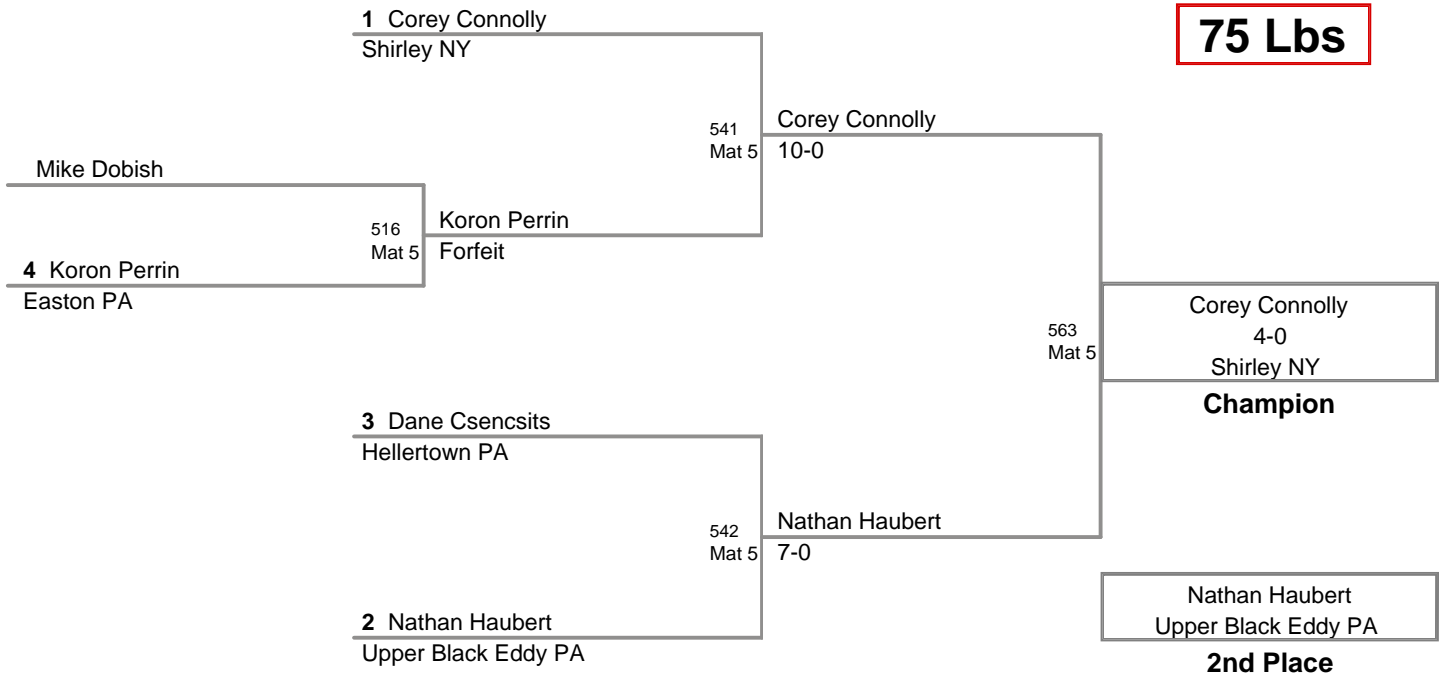 1 Corey Connolly
Shirley NY
75 Lbs
541
Mat 5
Corey Connolly
10-0
Mike Dobish
516
Mat 5
Koron Perrin
Forfeit
4 Koron Perrin
Easton PA
563
Mat 5
Corey Connolly
4-0
Shirley NY
Champion
3 Dane Csencsits
Hellertown PA
542
Mat 5
Nathan Haubert
7-0
2 Nathan Haubert
Upper Black Eddy PA
Nathan Haubert
Upper Black Eddy PA
2nd Place